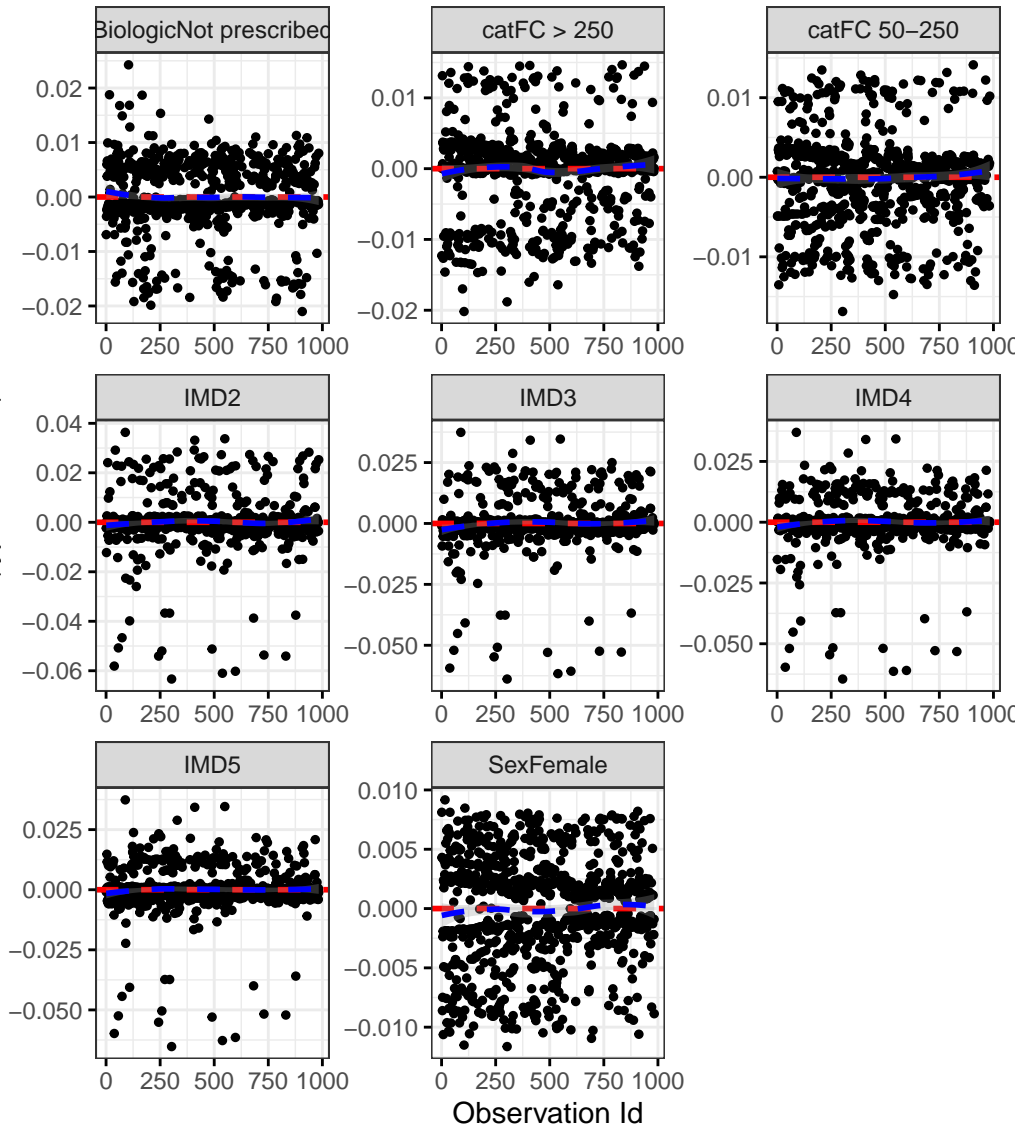 BiologicNot prescribed catFC > 250 catFC 50−250
0.02 0.01 0.00 −0.01 −0.02
0.01 0.00 −0.01 −0.02
0.01 0.00 −0.01
0 250 500 750 1000 0 250 500 750 1000 0 250 500 750 1000
IMD2 IMD3 IMD4
0.04 0.02 0.00 −0.02 −0.04 −0.06
0.025 0.000 −0.025 −0.050
0.025 0.000 −0.025 −0.050
0 250 500 750 1000 0 250 500 750 1000 0 250 500 750 1000
IMD5 SexFemale
0.025 0.000 −0.025 −0.050
0.010 0.005 0.000 −0.005 −0.010
0 250 500 750 1000 0 250 500 750 1000
Observation Id